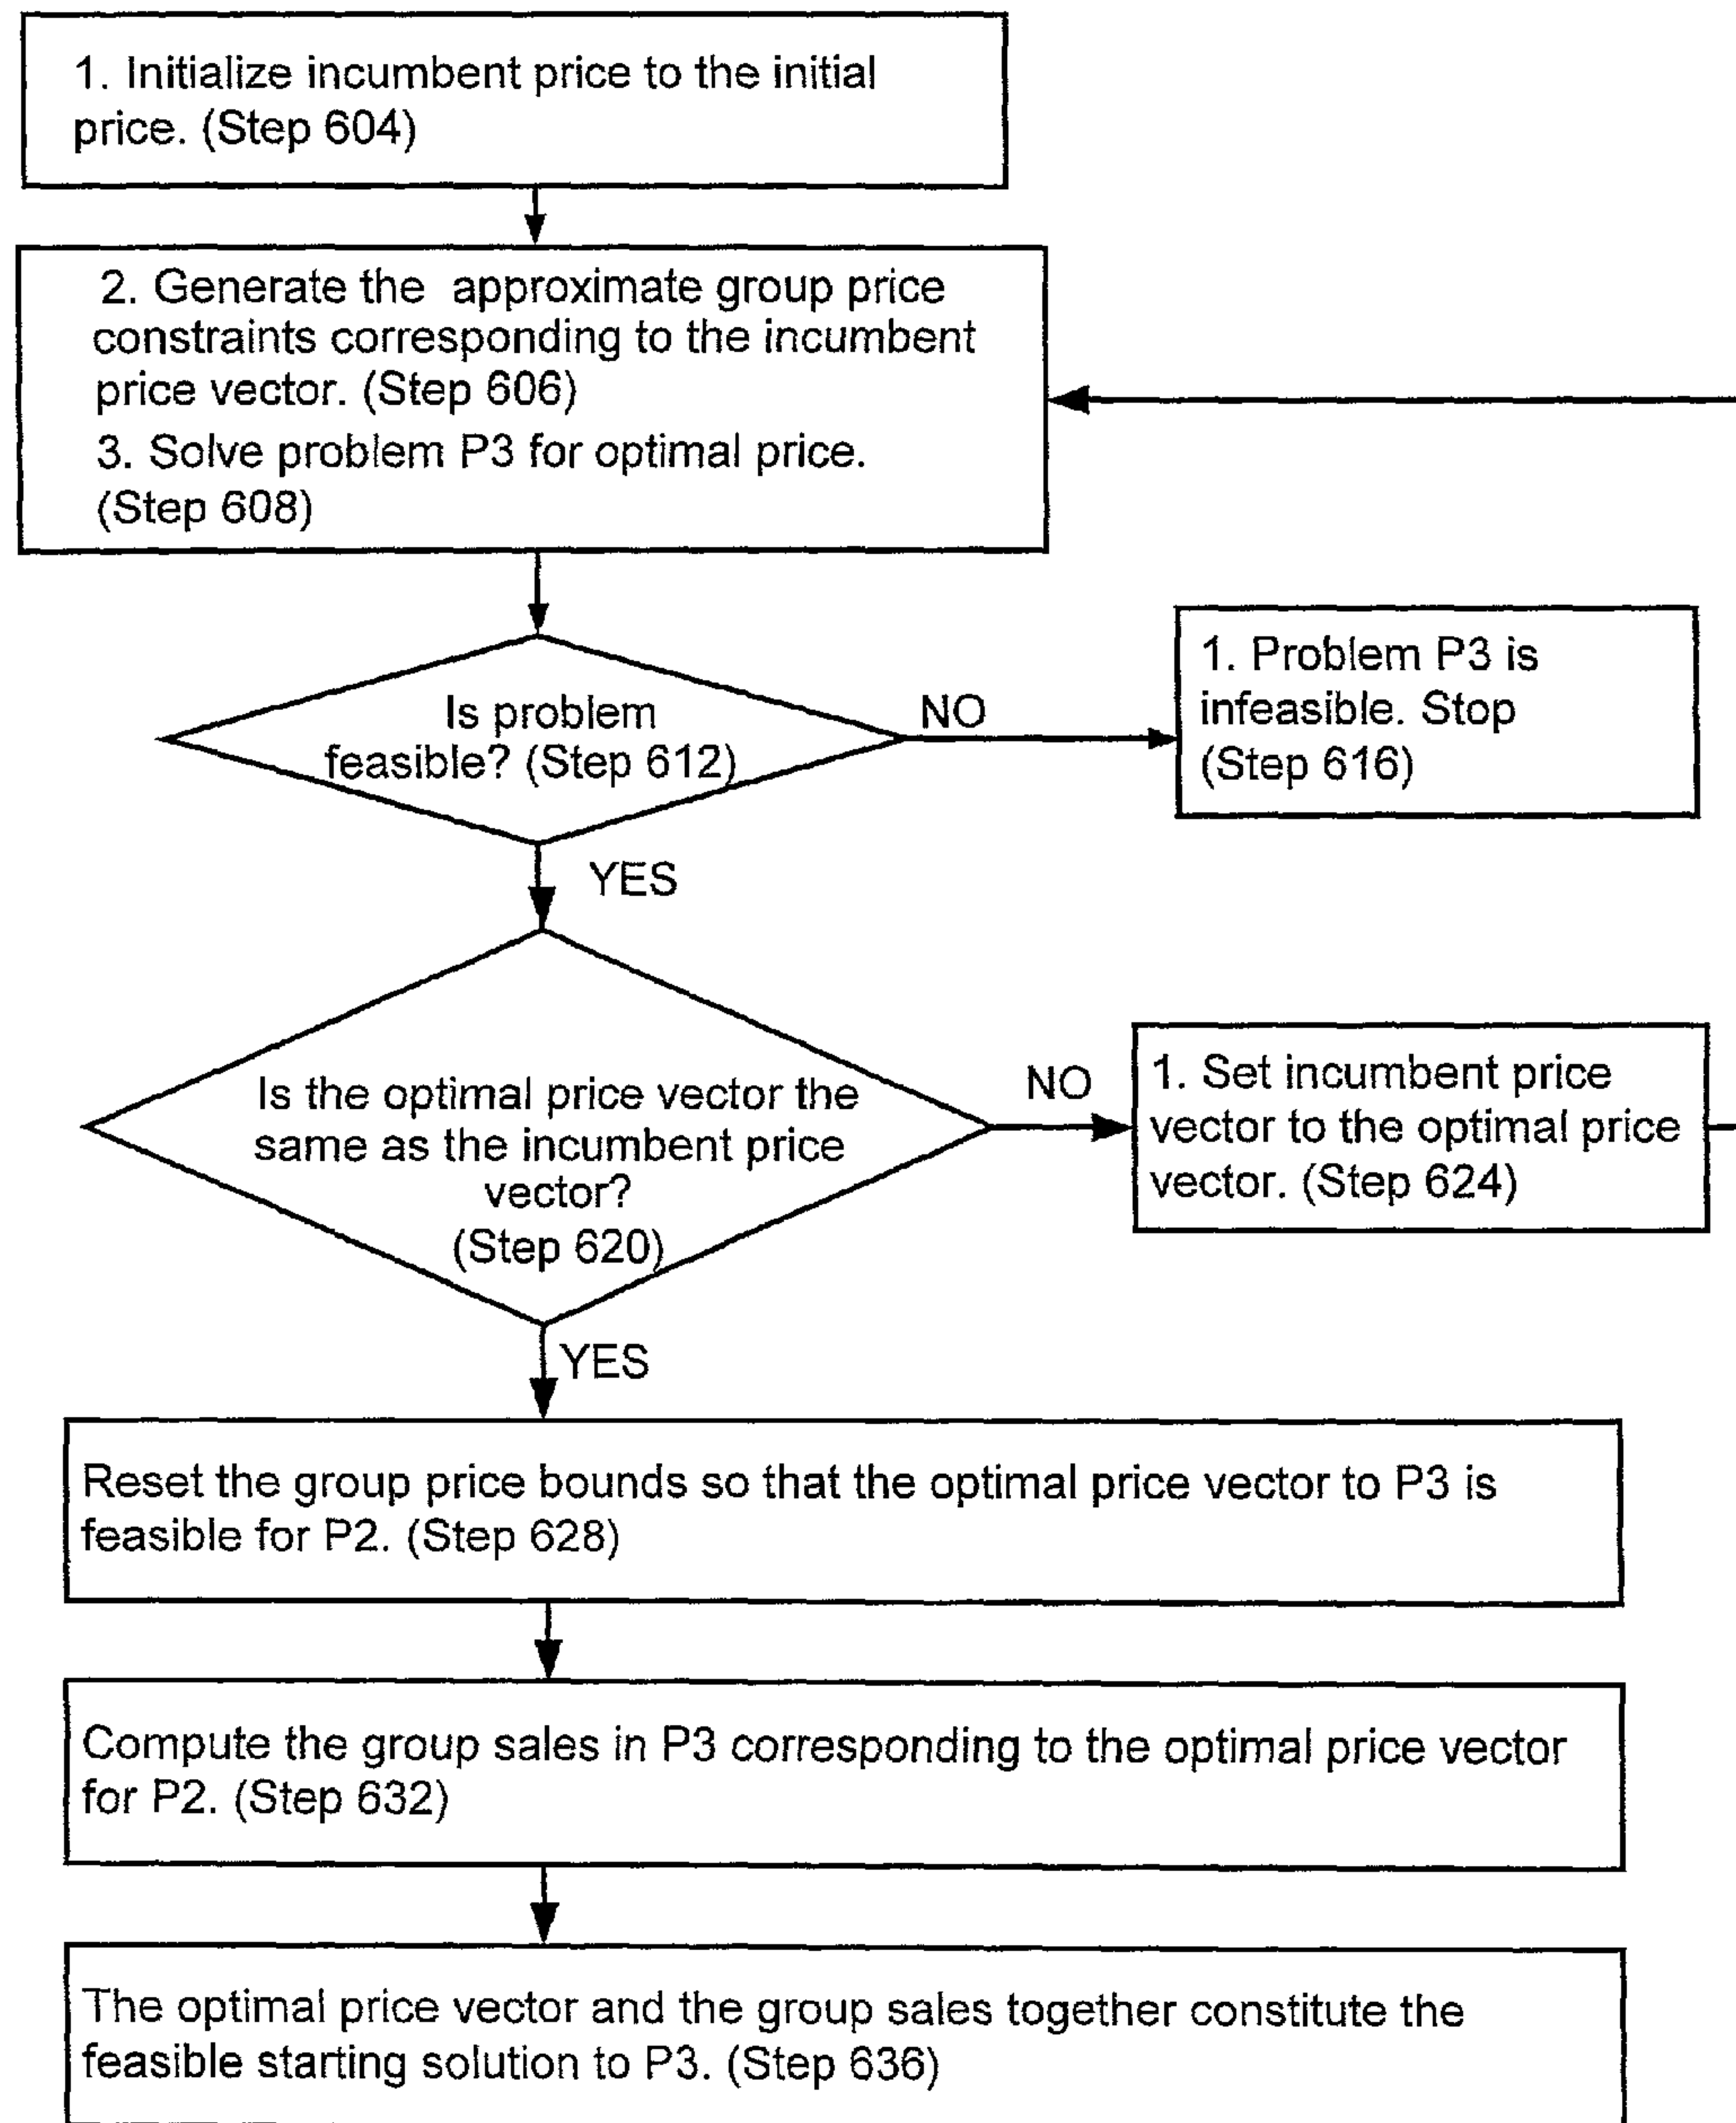 1. Initialize incumbent price to the initial
price. (Step 604)
2. Generate the approximate group price
constraints corresponding to the incumbent
price vector. (Step 606)
3. Solve problem P3 for optimal price.
(Step 608)
Is problem
feasible? (Step 612)
NO
1. Problem P3 is
infeasible. Stop
(Step 616)
YES
Is the optimal price vector the
same as the incumbent price
vector?
(Step 620)
NO
1. Set incumbent price
vector to the optimal price
vector. (Step 624)
YES
Reset the group price bounds so that the optimal price vector to P3 is
feasible for P2. (Step 628)
Compute the group sales in P3 corresponding to the optimal price vector
for P2. (Step 632)
The optimal price vector and the group sales together constitute the
feasible starting solution to P3. (Step 636)